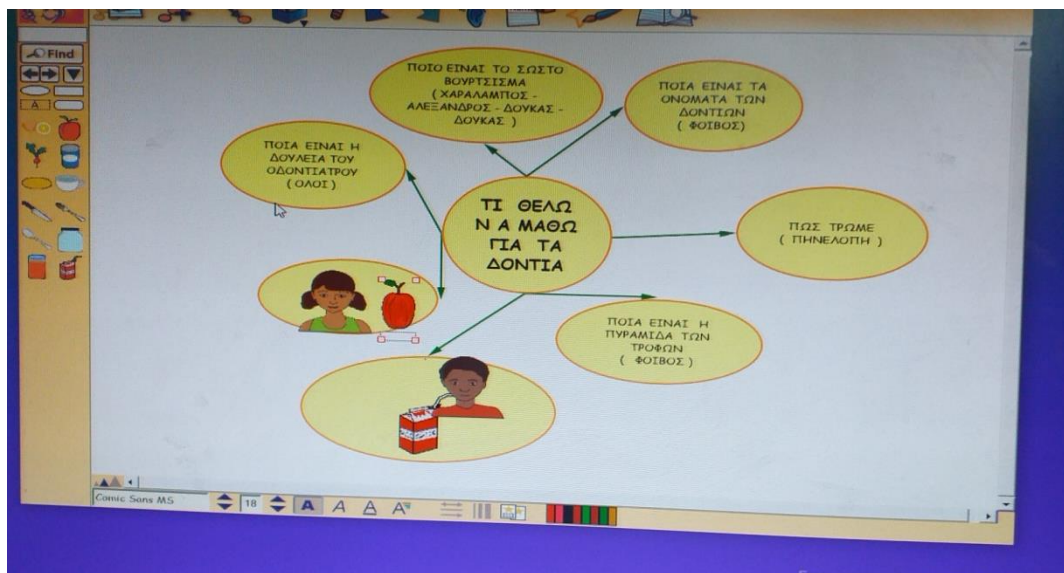 Find
ΠΟΙΟ ΕΙΝΑΙ ΤΟ ΣΩΣΤΟ
ΒΟΥΡΤΣΙΣΜΑ
( ΧΑΡΑΛΑΜΠΟΣ -
ΑΛΕΞΑΝΔΡΟΣ - ΔΟΥΚΑΣ -
ΔΟΥΚΑΣ )
ΠΟΙΑ ΕΙΝΑΙ ΤΑ
ΟΝΟΜΑΤΑ ΤΩΝ
ΔΟΝΤΙΩΝ
( ΦΟΙΒΟΣ)
ΠΟΙΑ ΕΙΝΑΙ Η
ΔΟΥΛΕΙΑ ΤΟΥ
ΟΔΟΝΤΙΑΤΡΟΥ
( ΟΛΟΙ )
ΤΙ ΘΕΛΩ
Ν Α ΜΑΘΩ
ΓΙΑ ΤΑ
ΔΟΝΤΙΑ
ΠΩΣ ΤΡΩΜΕ
( ΠΗΝΕΛΟΠΗ )
ΠΟΙΑ ΕΙΝΑΙ Η
ΠΥΡΑΜΙΔΑ ΤΩΝ
ΤΡΟΦΩΝ
( ΦΟΙΒΟΣ )
Comic Sans MS 18 A A A A